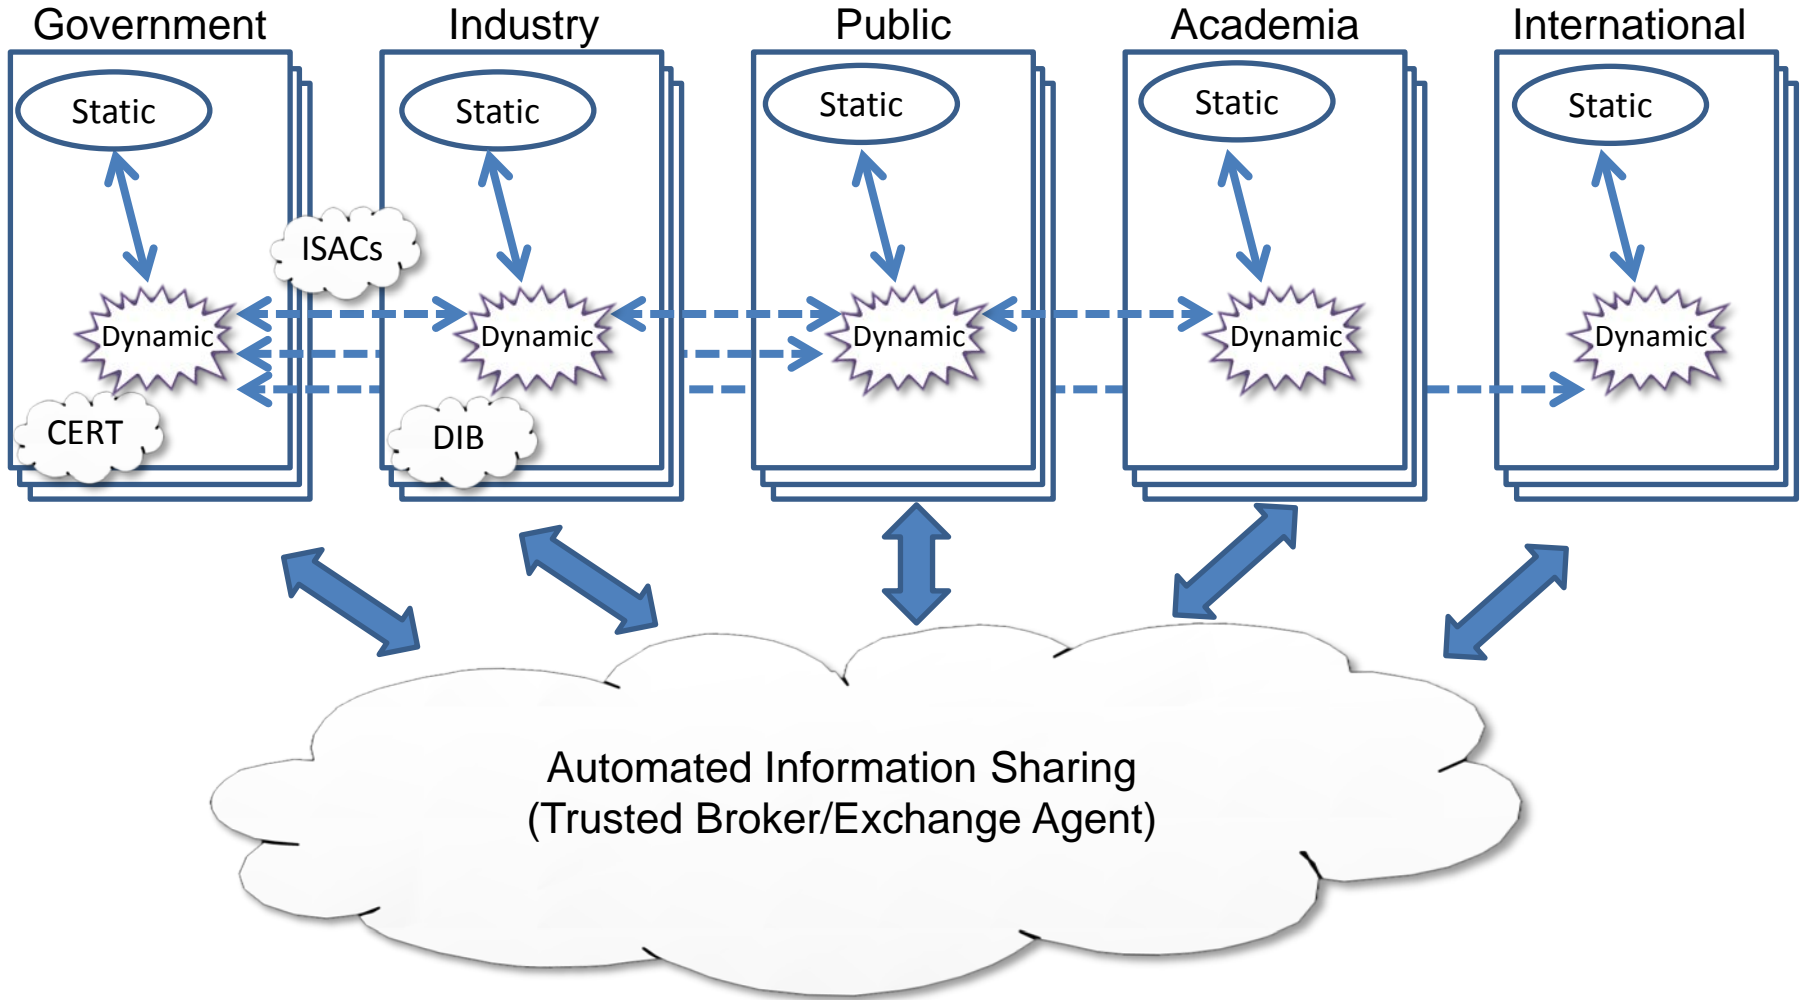 Government
Industry
Public
Academia
International
Static
Static
Static
Static
Static
ISACs
Dynamic
Dynamic
Dynamic
Dynamic
Dynamic
CERT
DIB
Automated Information Sharing
(Trusted Broker/Exchange Agent)